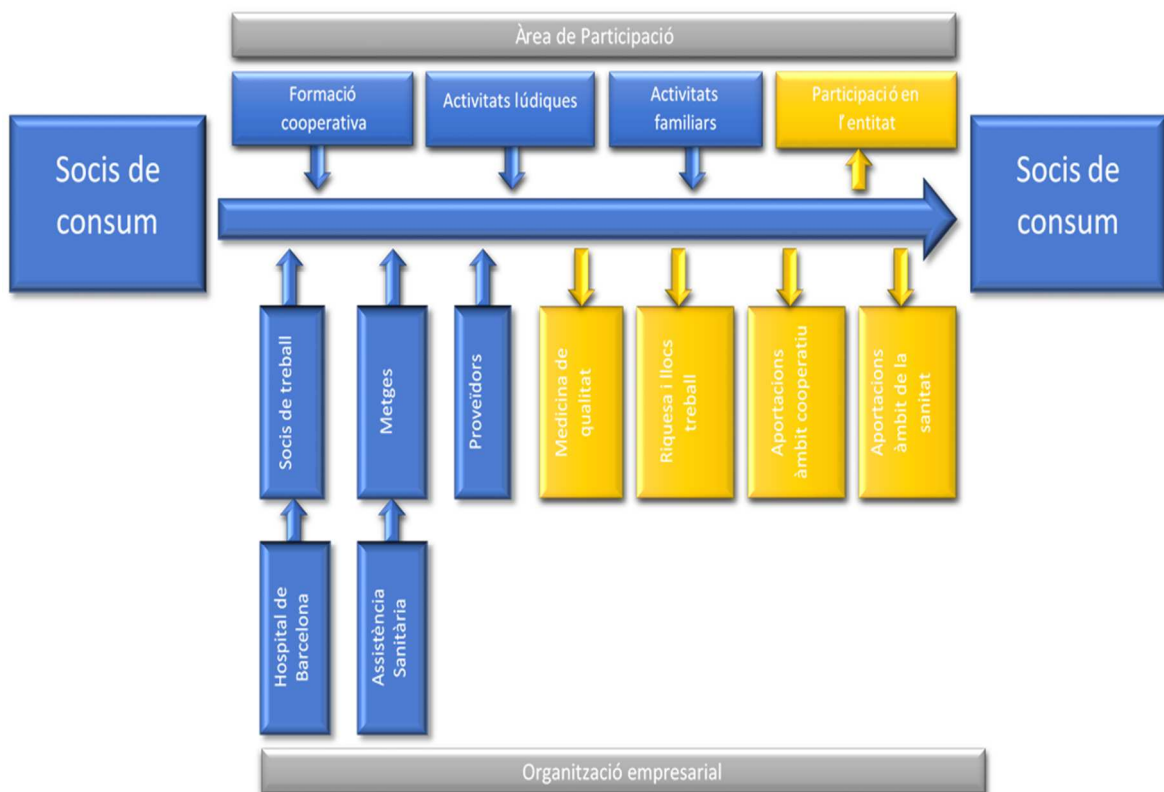 Àrea de Participació
Formació
cooperativa
Activitats lúdiques
Activitats
familiars
Participació en
l'entitat
Socis de
consum
Socis de
consum
Socis de treball
Metges
Proveïdors
Medicina de
qualitat
Riquesa i llocs
treball
Aportacions
àmbit cooperatiu
Aportacions
àmbit de la
sanitat
Hospital de
Barcelona
Assistència
Sanitària
Organització empresarial